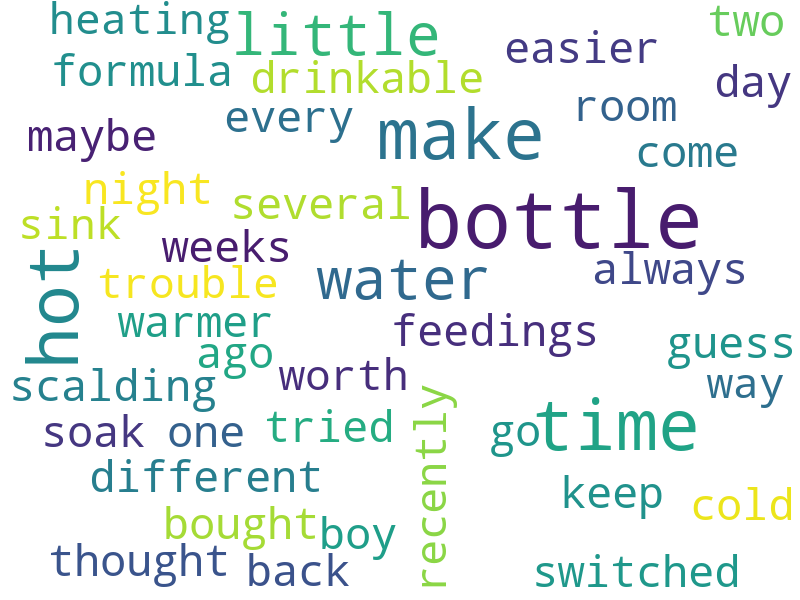 heating
little
two
easier
formula
drinkable
day
every
make
room
maybe
come
night
several
bottle
sink
weeks
water
always
hot
trouble
warmer
feedings
ago
guess
scalding
worth
way
soak
one
tried
recently
go
time
different
keep
cold
bought
boy
thought
back
switched